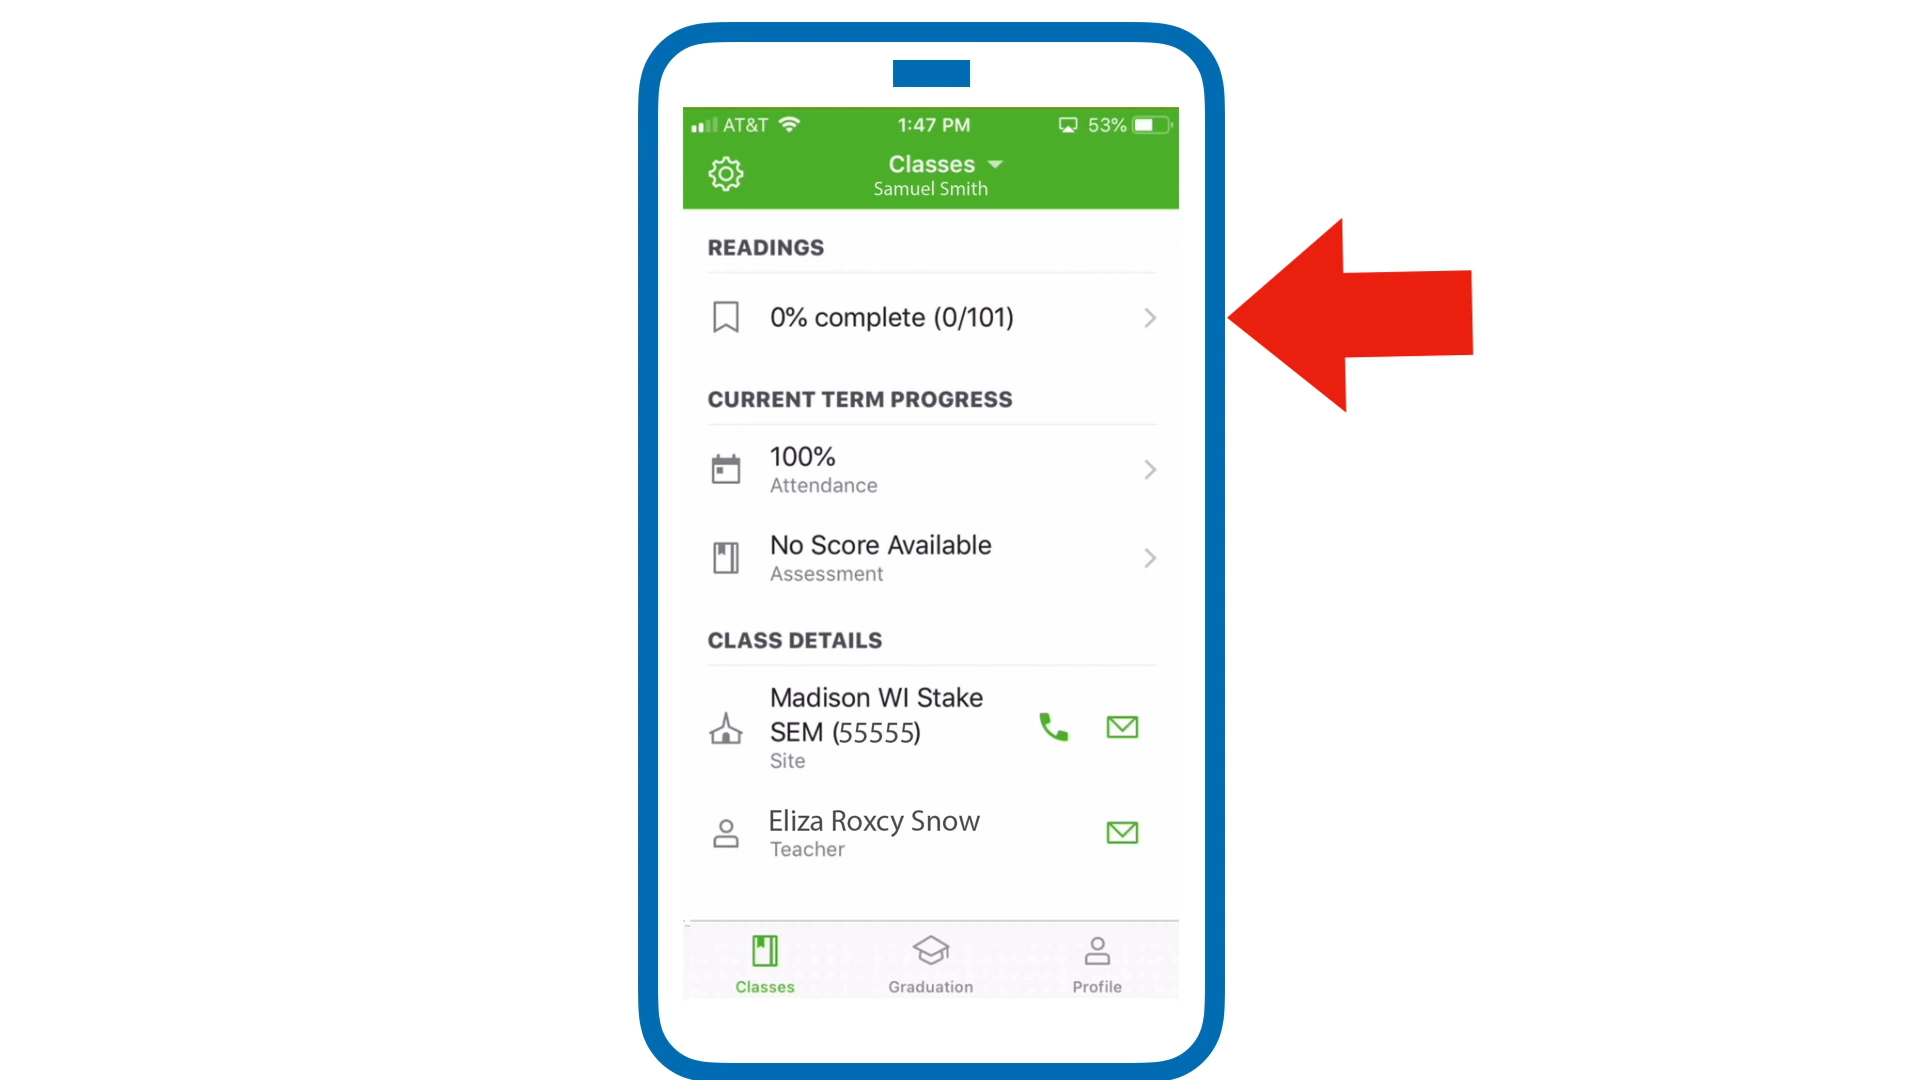 AT&T 1:47 PM 53%
Classes
Samuel Smith
READINGS
0% complete (0/101)
CURRENT TERM PROGRESS
100%
Attendance
No Score Available
Assessment
CLASS DETAILS
Madison WI Stake
SEM (55555)
Site
Eliza Roxcy Snow
Teacher
Classes Graduation Profile